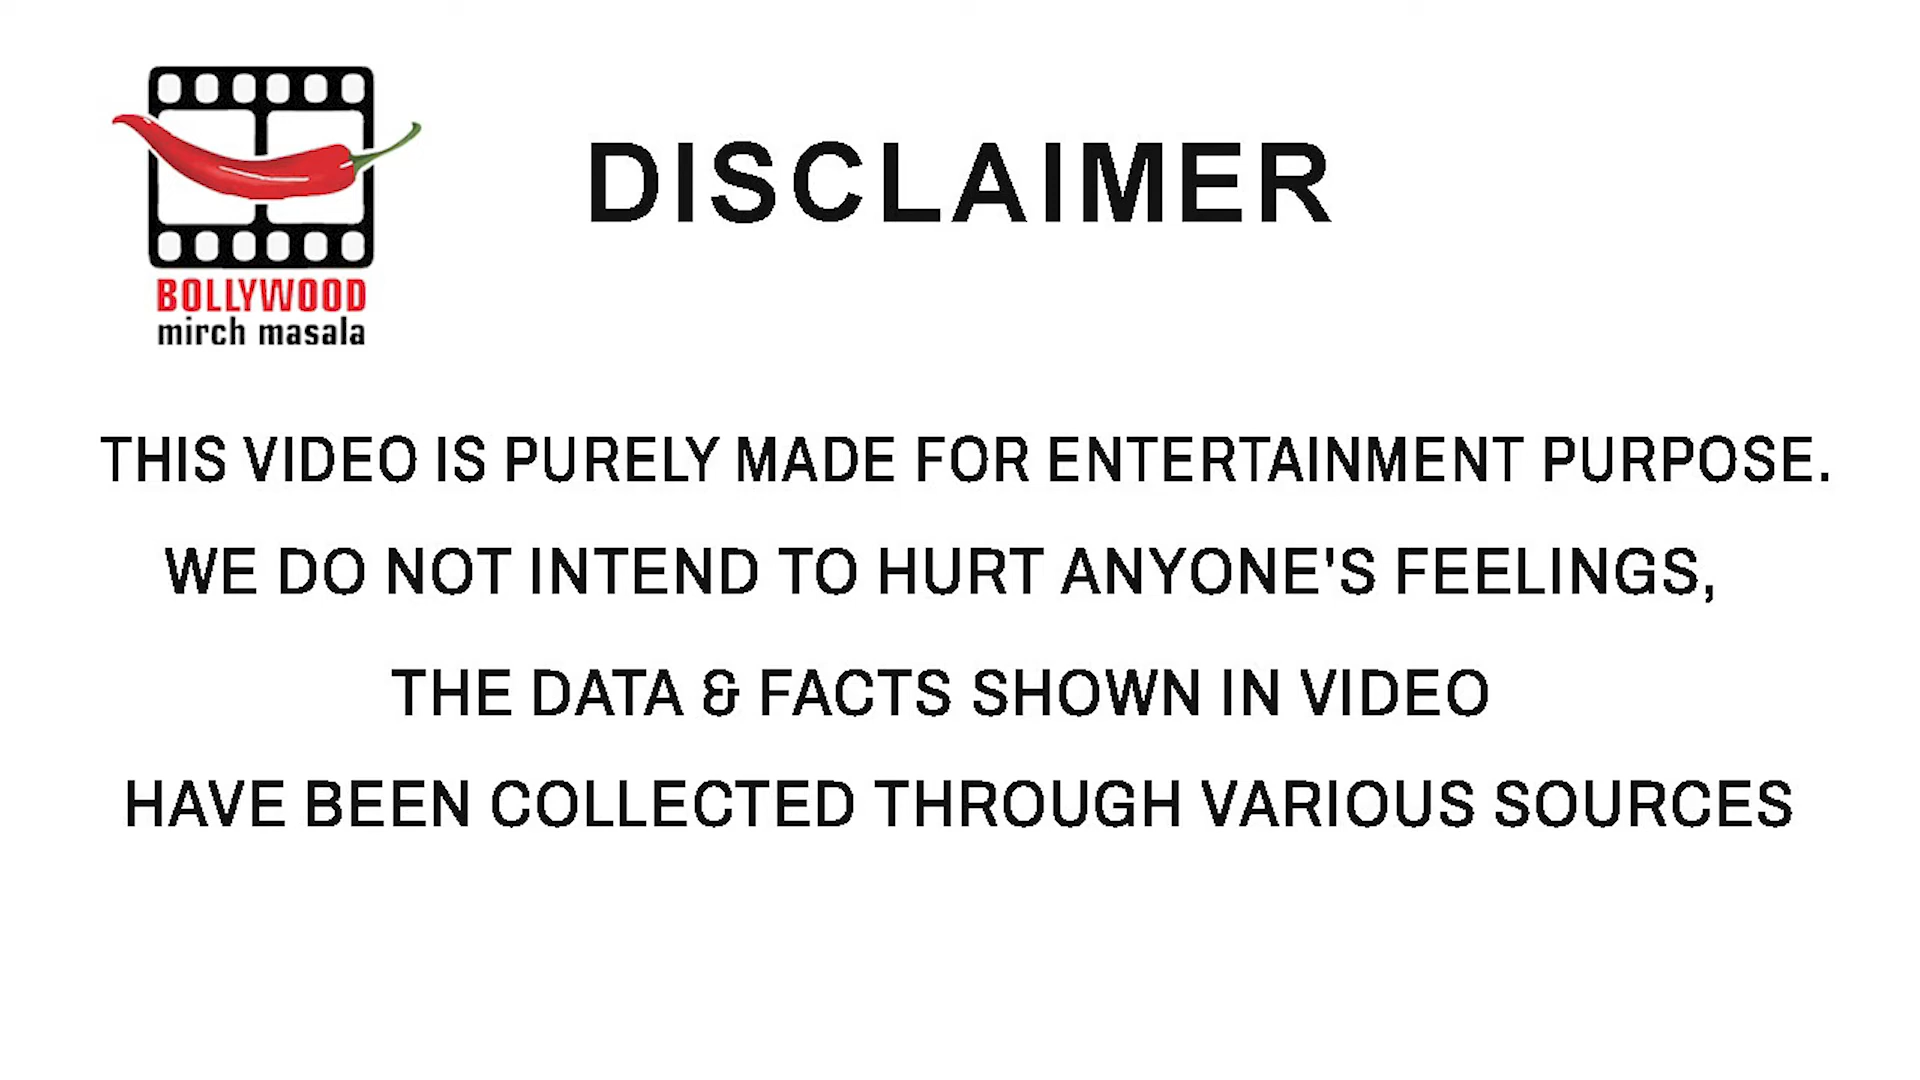 DISCLAIMER
BOLLYWOOD
mirch masala
THIS VIDEO IS PURELY MADE FOR ENTERTAINMENT PURPOSE.
WE DO NOT INTEND TO HURT ANYONE'S FEELINGS,
THE DATA & FACTS SHOWN IN VIDEO
HAVE BEEN COLLECTED THROUGH VARIOUS SOURCES